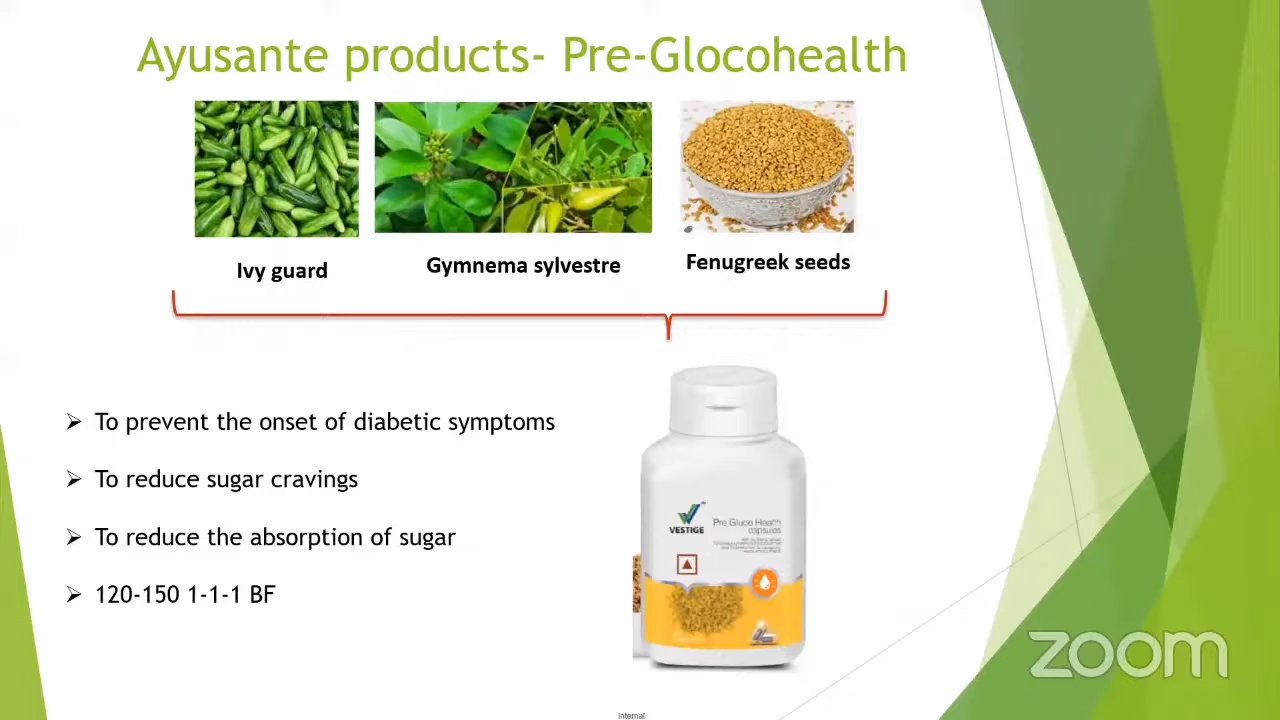 Ayusante products- Pre-Glocohealth
Ivy guard
Gymnema sylvestre
Fenugreek seeds
To prevent the onset of diabetic symptoms
To reduce sugar cravings
To reduce the absorption of sugar
120-150 1-1-1 BF
VESTIGE
Pre Gluco Health
capsules
zoom
Internal